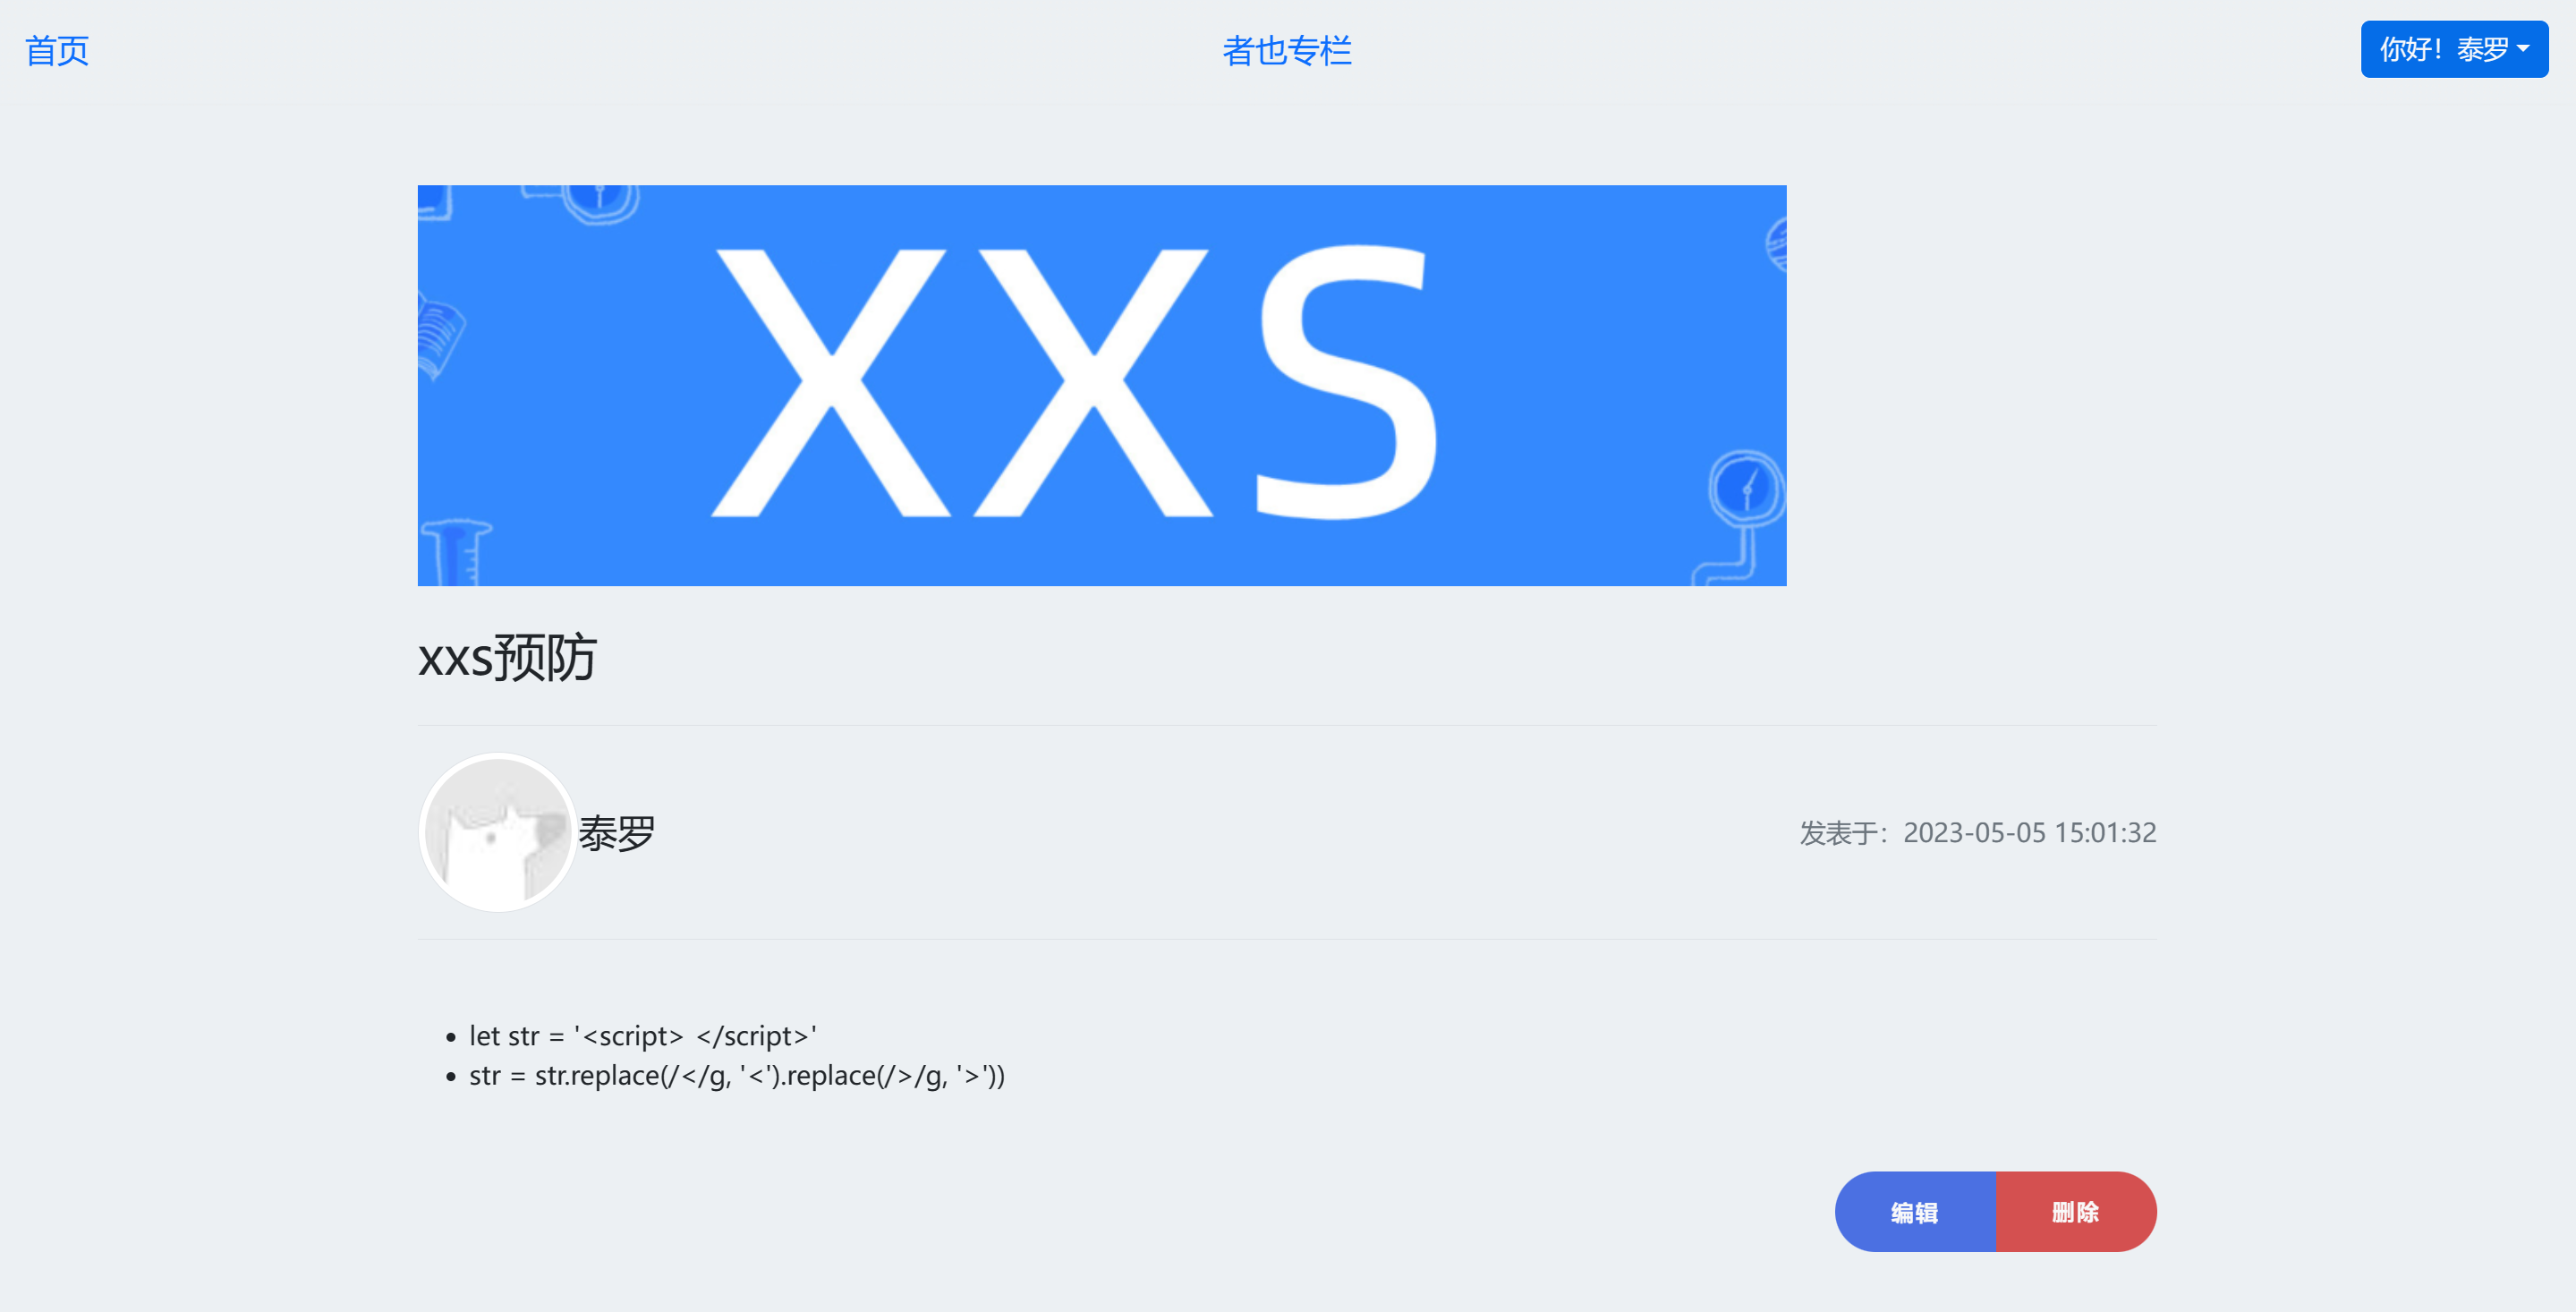 首页
者也专栏
你好！泰罗
XXS
xxs预防
泰罗
发表于：2023-05-05 15:01:32
let str = '<script> </script>'
str = str.replace(/</g, '<').replace(/>/g, '>'))
编辑
删除